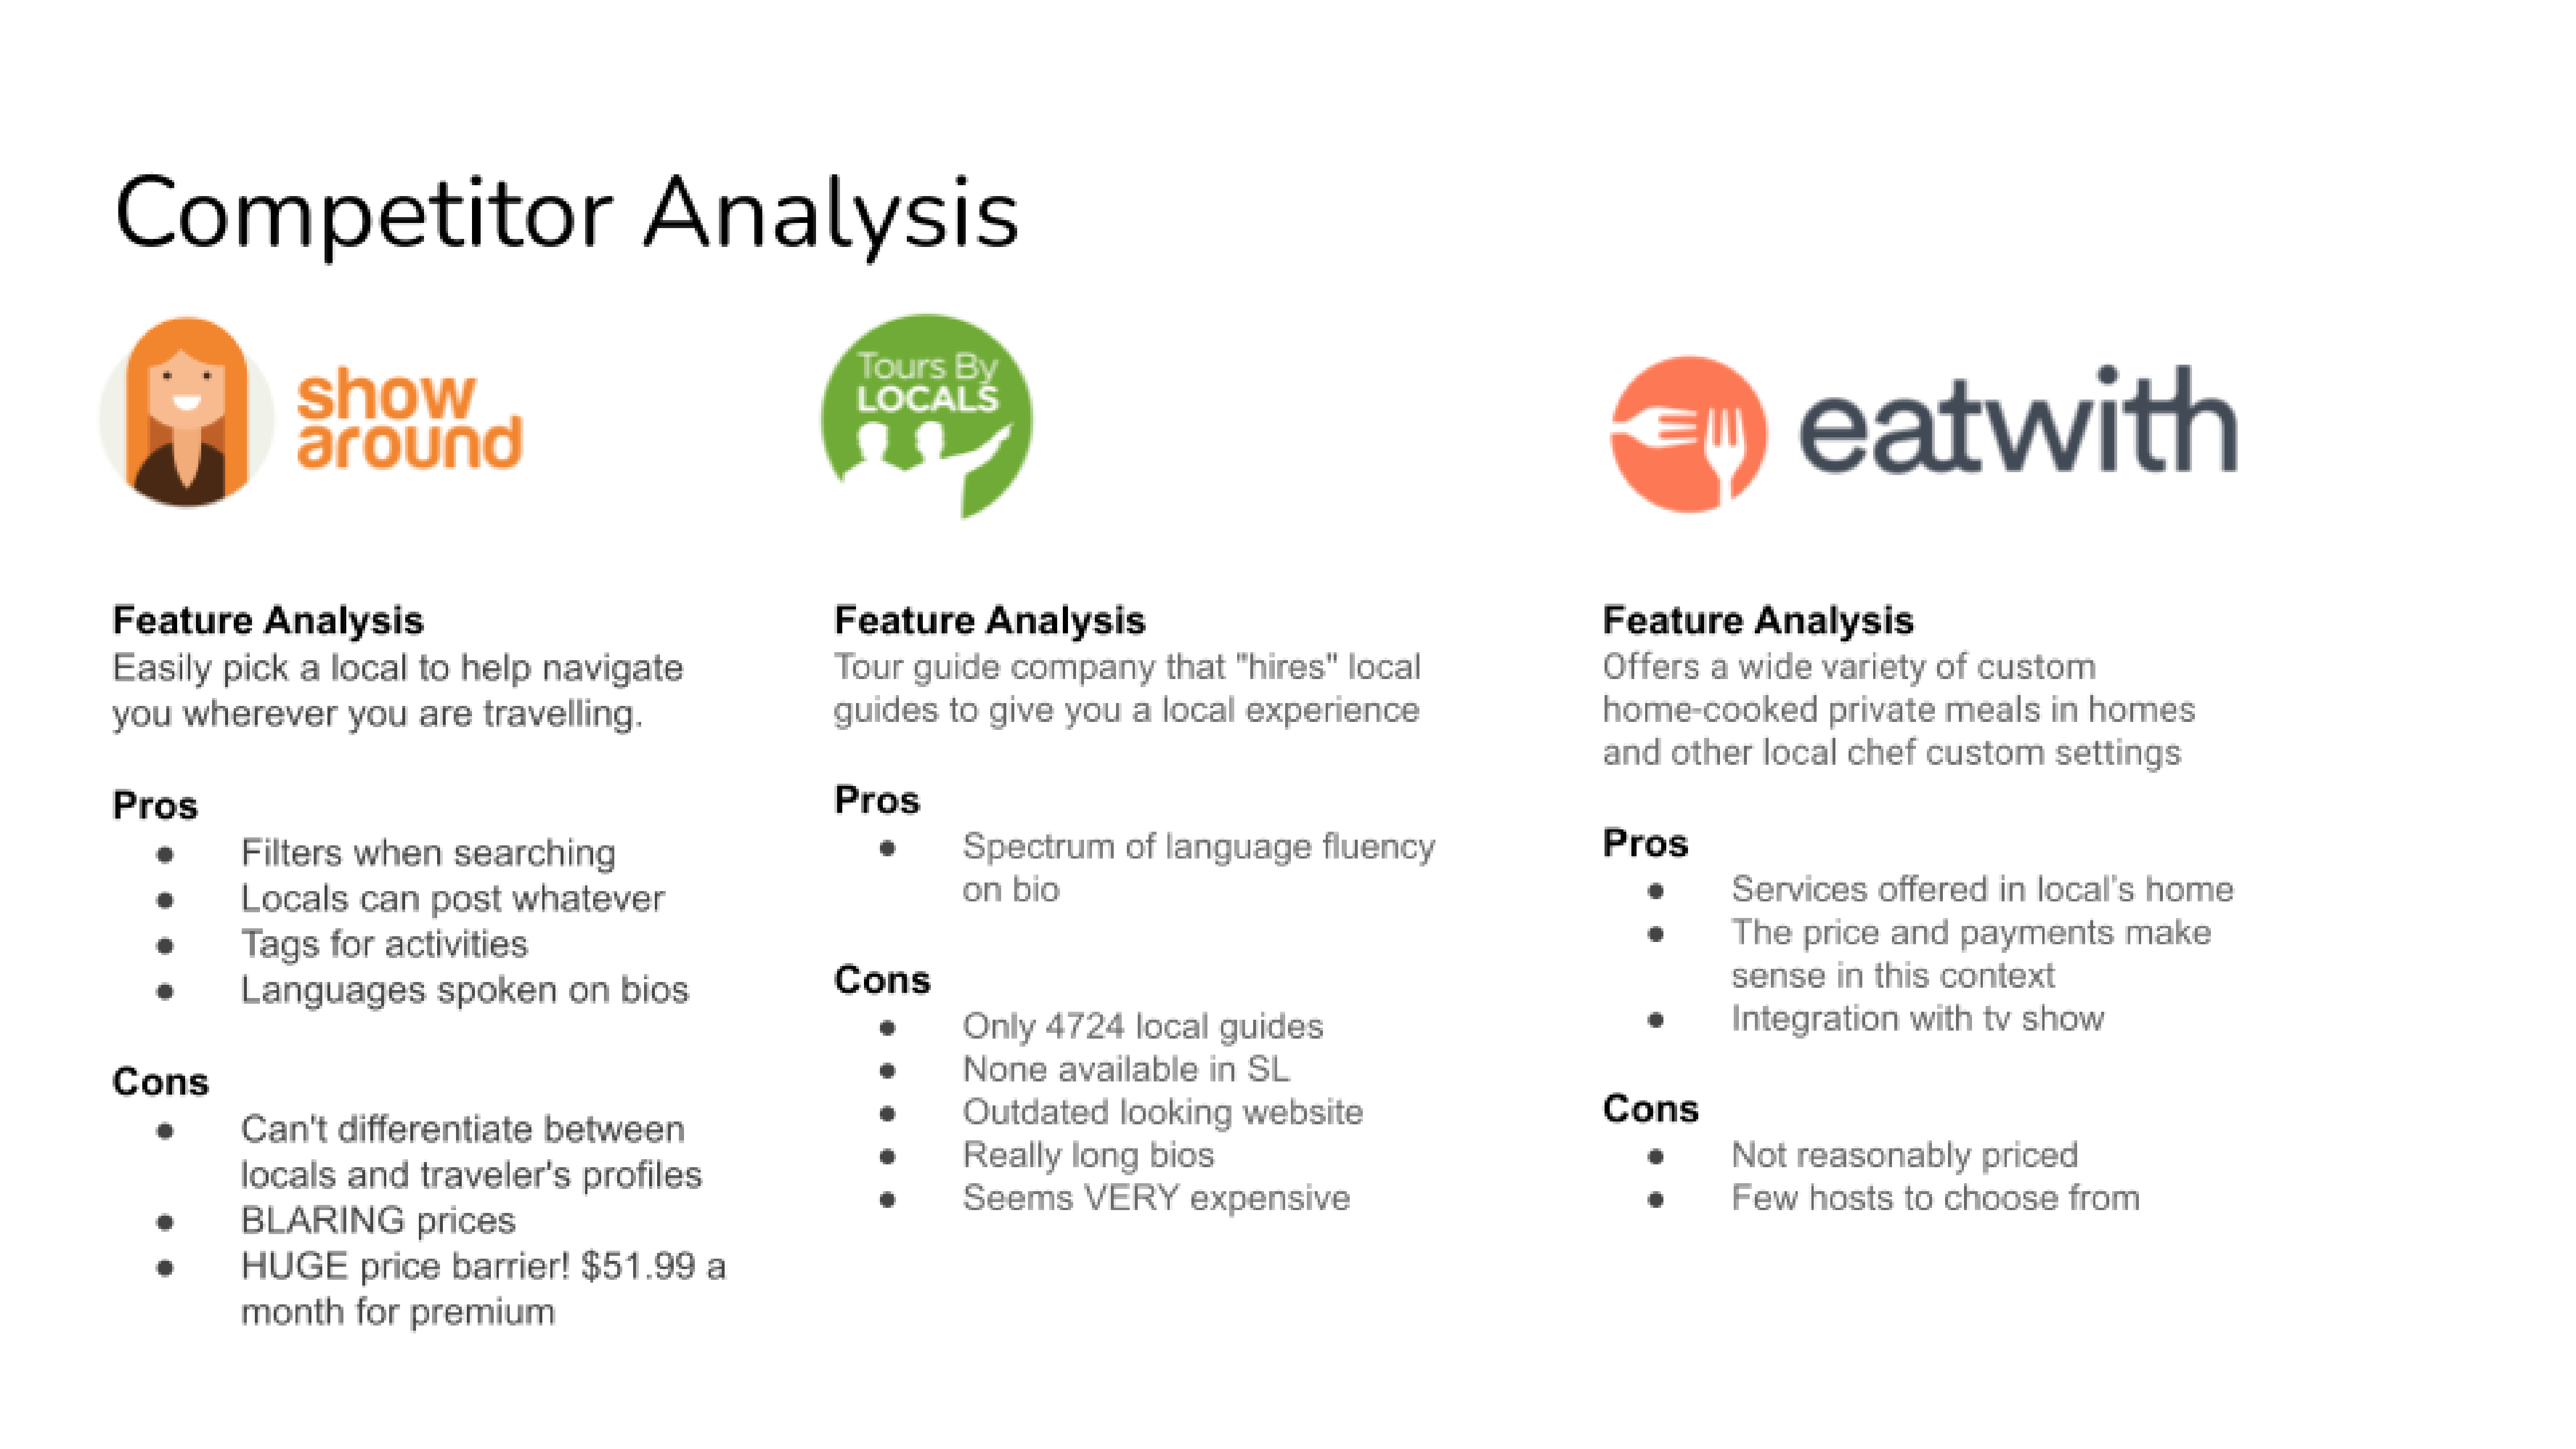 Competitor Analysis
show
around
Feature Analysis
Easily pick a local to help navigate
you wherever you are travelling.
Pros
● Filters when searching
● Locals can post whatever
● Tags for activities
● Languages spoken on bios
Cons
● Can't differentiate between
locals and traveler's profiles
● BLARING prices
● HUGE price barrier! $51.99 a
month for premium
Tours By
LOCALS
Feature Analysis
Tour guide company that "hires" local
guides to give you a local experience
Pros
● Spectrum of language fluency
on bio
Cons
● Only 4724 local guides
● None available in SL
● Outdated looking website
● Really long bios
● Seems VERY expensive
eatwith
Feature Analysis
Offers a wide variety of custom
home-cooked private meals in homes
and other local chef custom settings
Pros
● Services offered in local's home
● The price and payments make
sense in this context
● Integration with tv show
Cons
● Not reasonably priced
● Few hosts to choose from